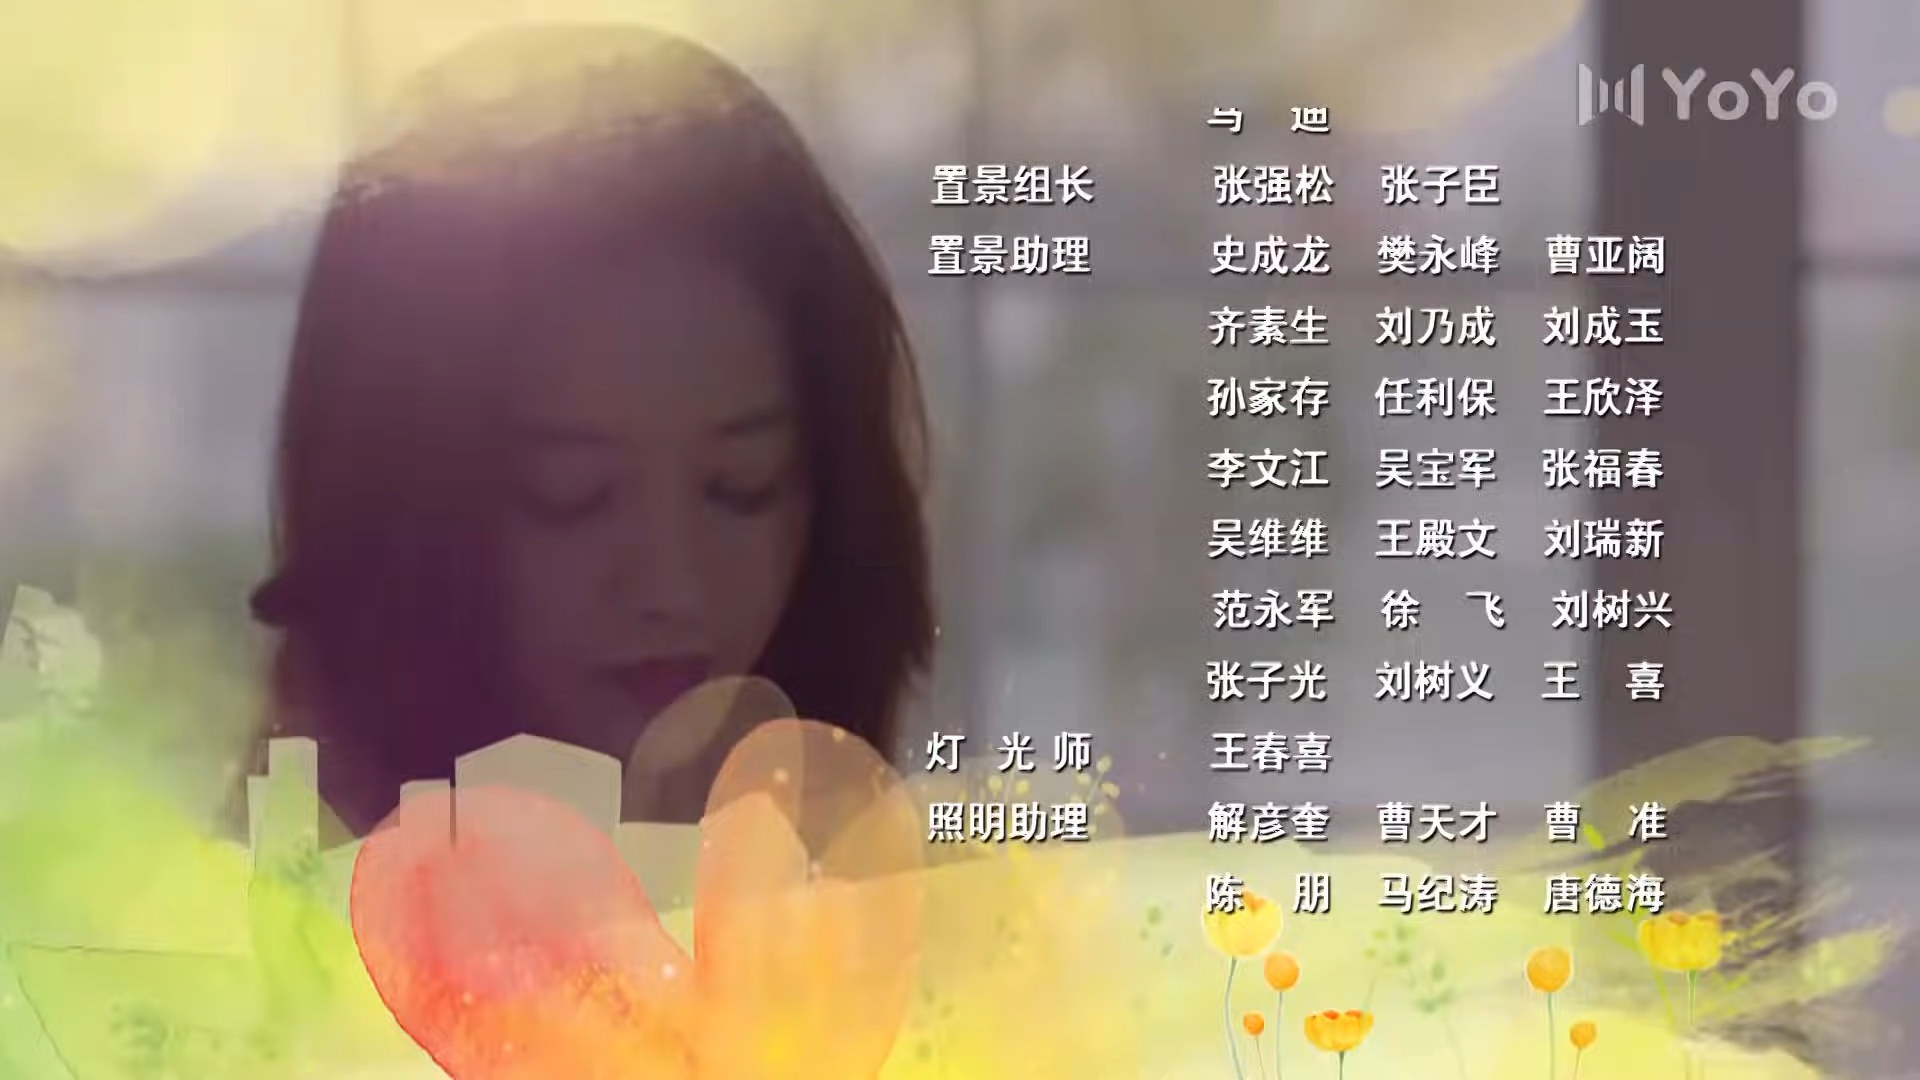 YoYo
置景组长 张强松 张子臣
置景助理 史成龙 樊永峰 曹亚阔
齐素生 刘乃成 刘成玉
孙家存 任利保 王欣泽
李文江 吴宝军 张福春
吴维维 王殿文 刘瑞新
范永军 徐 飞 刘树兴
张子光 刘树义 王 喜
灯 光 师 王春喜
照明助理 解彦奎 曹天才 曹 准
陈 朋 马纪涛 唐德海